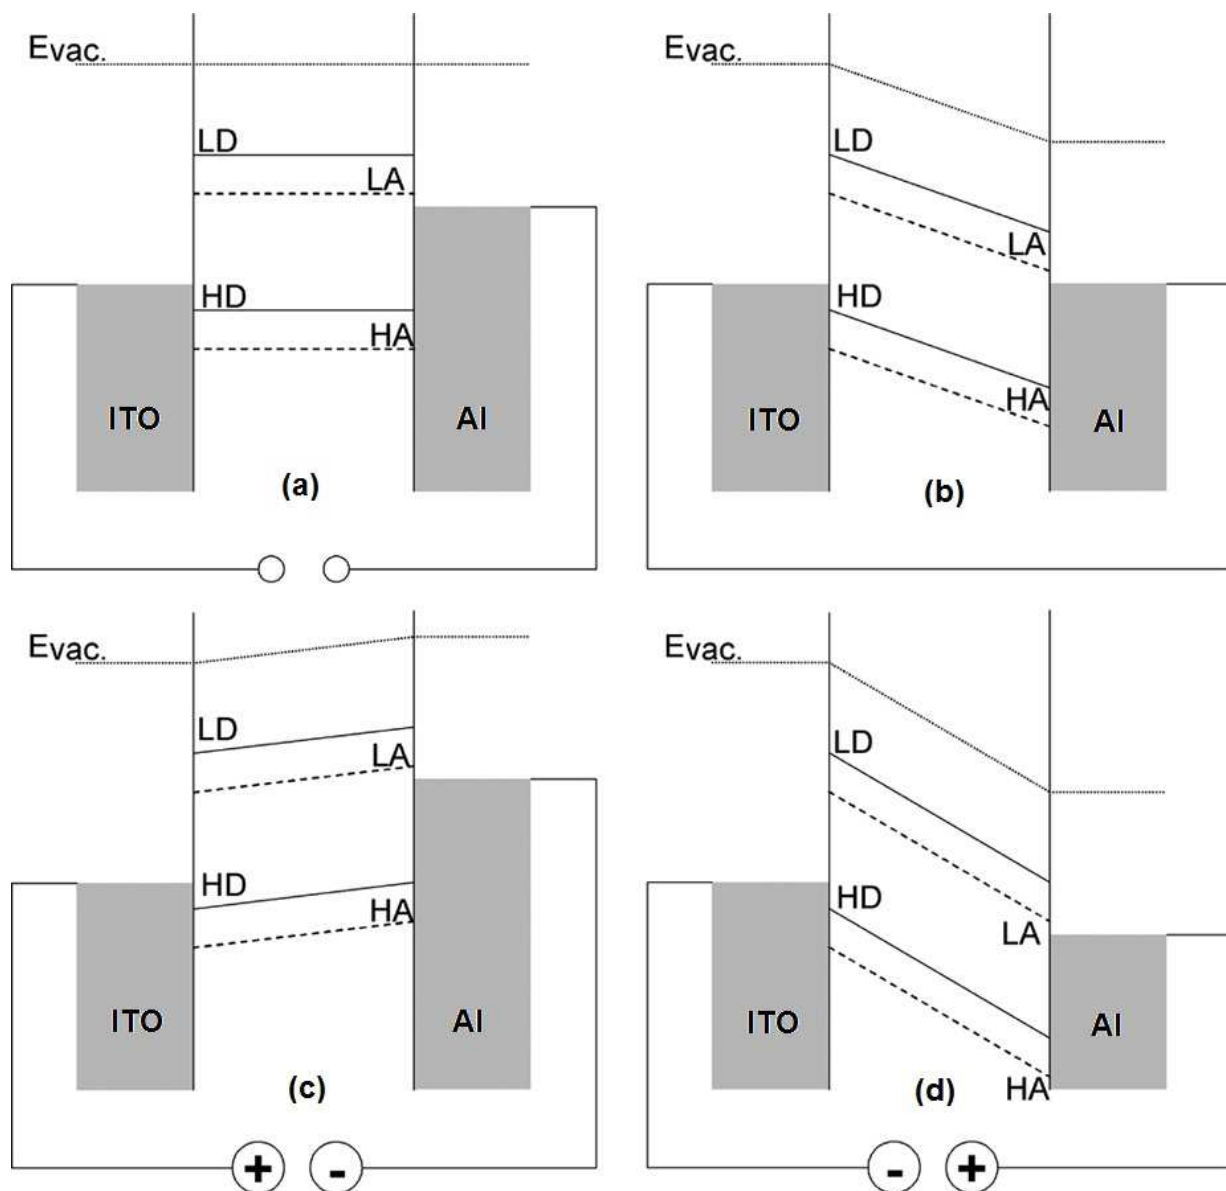 Evac.
LD
LA
HD
HA
ITO
Al
(a)
Evac.
LD
LA
HD
HA
ITO
Al
(b)
Evac.
LD
LA
HD
HA
ITO
Al
(c)
+ -
Evac.
LD
LA
HD
HA
ITO
Al
(d)
- +